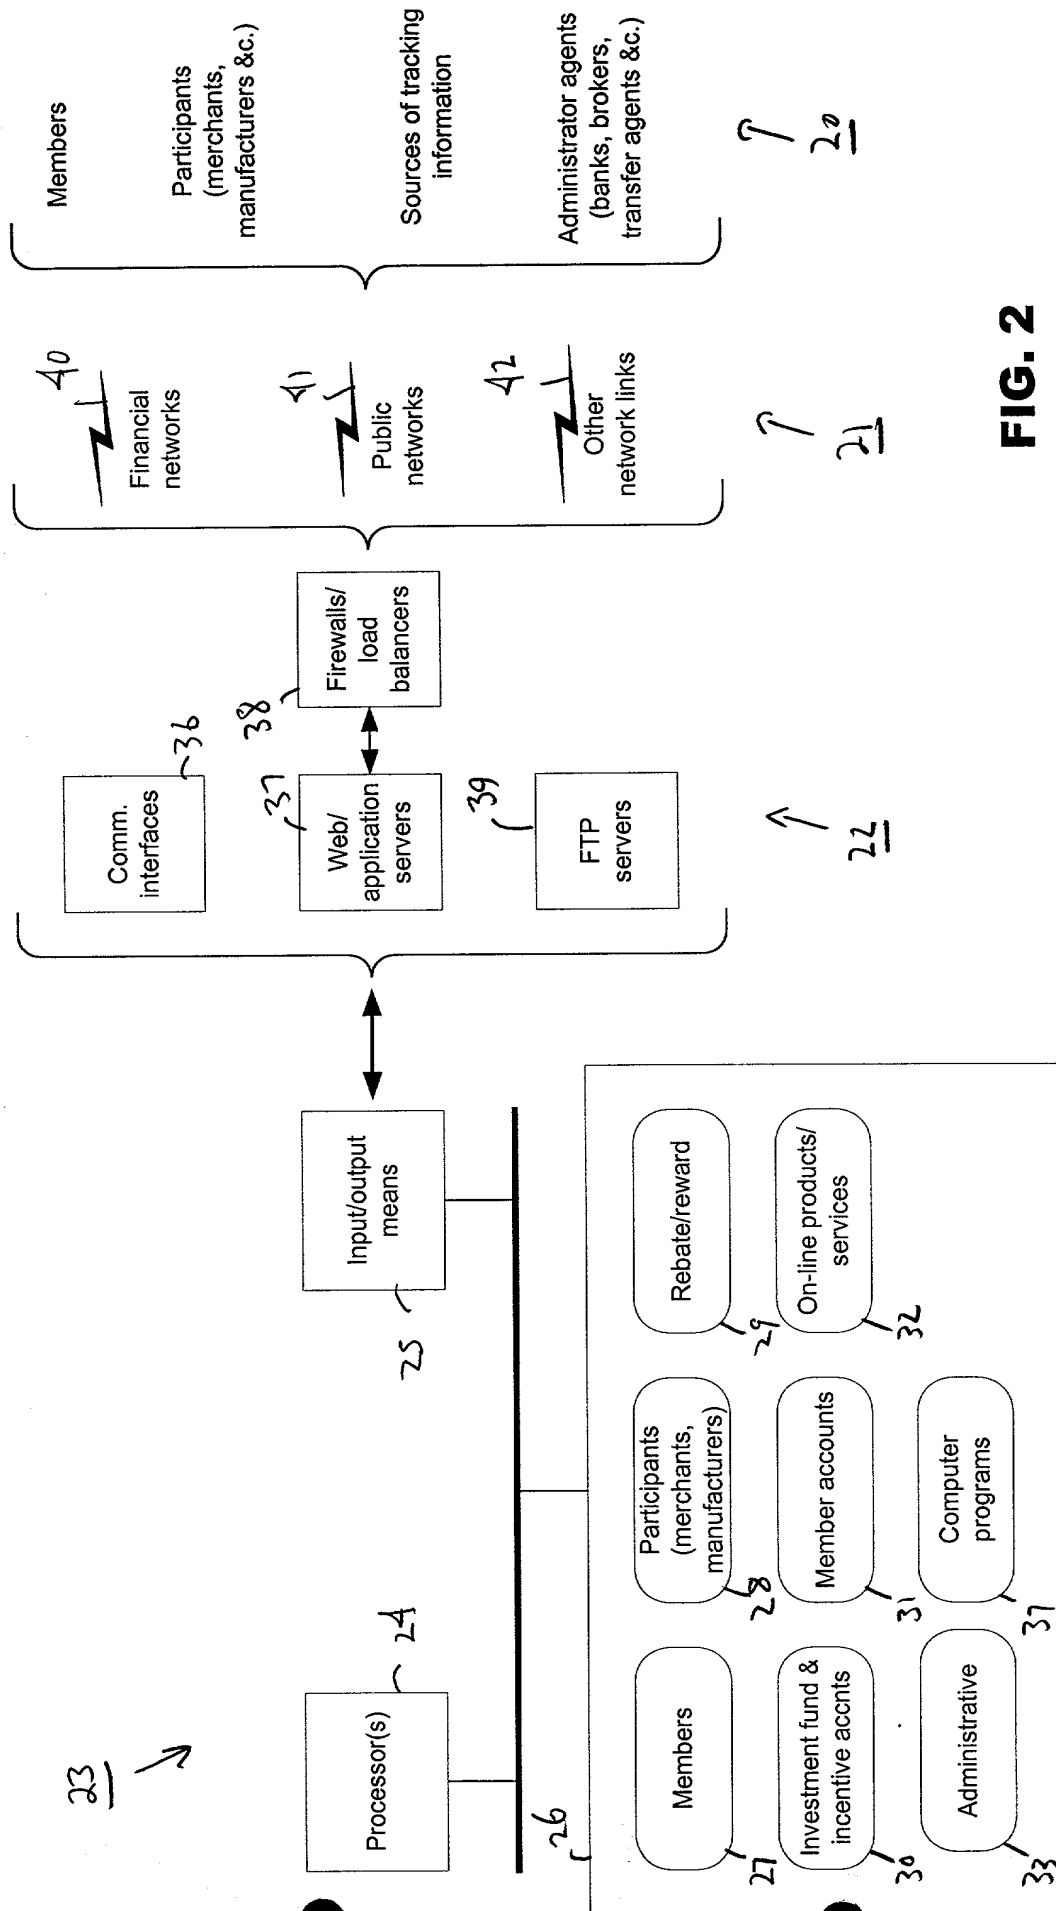 23
Processor(s)
24
Input/output
means
25
Comm.
interfaces
36
Web/
application
servers
37
FTP
servers
39
22
Firewalls/
load
balancers
38
Financial
networks
40
Public
networks
41
Other
network links
42
21
Members
Participants
(merchants,
manufacturers &c.)
Sources of tracking
information
Administrator agents
(banks, brokers,
transfer agents &c.)
20
26
Members
27
Participants
(merchants,
manufacturers)
28
Rebate/reward
29
Investment fund &
incentive accnts
30
Member accounts
31
On-line products/
services
32
Administrative
33
Computer
programs
37
FIG. 2